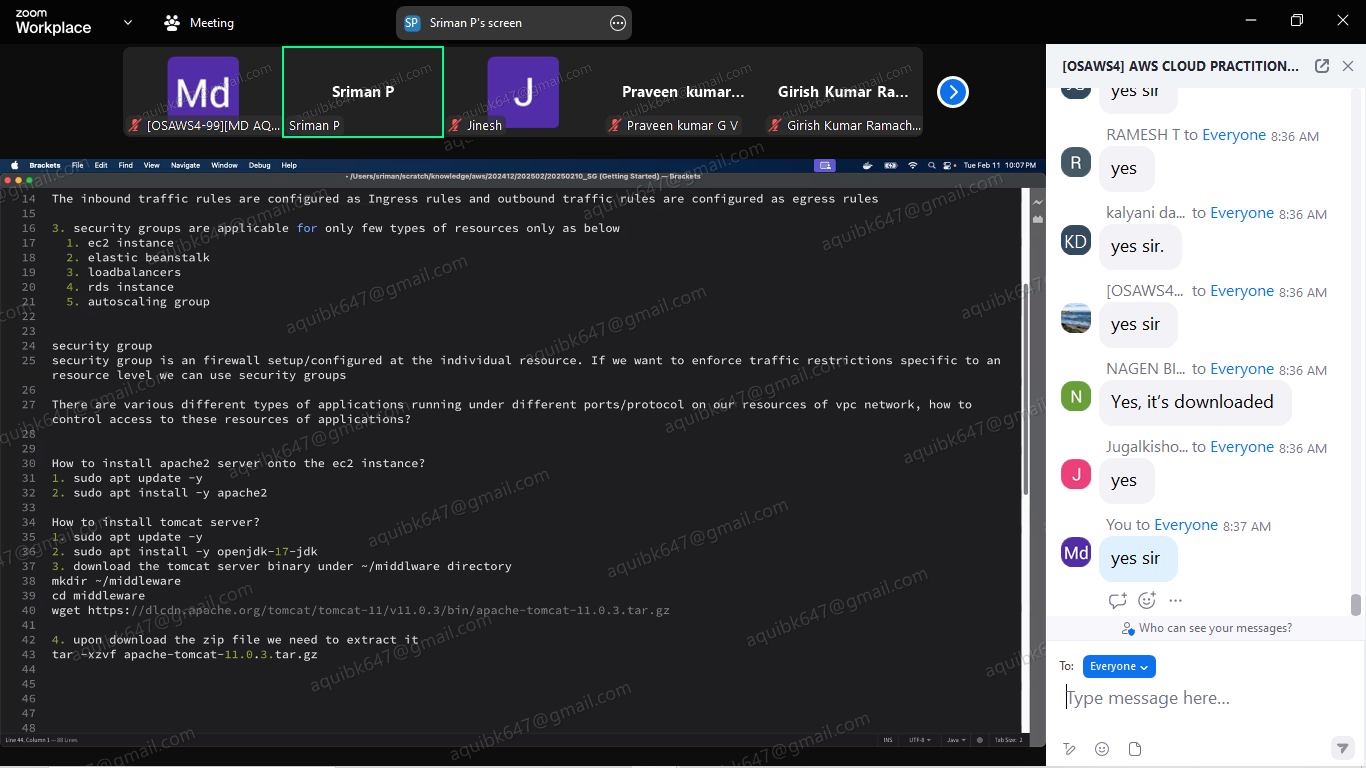 zoom
Workplace
Meeting
SP Sriman P's screen
Md
[OSAWS4-99][MD AQ...
Sriman P
Sriman P
J
Jinesh
Praveen kumar...
Praveen kumar G V
Girish Kumar Ra...
Girish Kumar Ramach...
Brackets File Edit Find View Navigate Window Debug Help
Tue Feb 11 10:07 PM
• /Users/sriman/scratch/knowledge/aws/202412/202502/20250210_SG (Getting Started) — Brackets
14 The inbound traffic rules are configured as Ingress rules and outbound traffic rules are configured as egress rules
15
16 3. security groups are applicable for only few types of resources only as below
17 1. ec2 instance
18 2. elastic beanstalk
19 3. loadbalancers
20 4. rds instance
21 5. autoscaling group
22
23
24 security group
25 security group is an firewall setup/configured at the individual resource. If we want to enforce traffic restrictions specific to an
resource level we can use security groups
26
27 There are various different types of applications running under different ports/protocol on our resources of vpc network, how to
control access to these resources of applications?
28
29
30 How to install apache2 server onto the ec2 instance?
31 1. sudo apt update -y
32 2. sudo apt install -y apache2
33
34 How to install tomcat server?
35 1. sudo apt update -y
36 2. sudo apt install -y openjdk-17-jdk
37 3. download the tomcat server binary under ~/middlware directory
38 mkdir ~/middleware
39 cd middleware
40 wget https://dlcdn.apache.org/tomcat/tomcat-11/v11.0.3/bin/apache-tomcat-11.0.3.tar.gz
41
42 4. upon download the zip file we need to extract it
43 tar -xzvf apache-tomcat-11.0.3.tar.gz
44
45
46
47
48
Line 44, Column 1 — 88 Lines
INS UTF-8 Java Tab Size: 2
aquibk647@gmail.com
[OSAWS4] AWS CLOUD PRACTITION...
yes sir
RAMESH T to Everyone 8:36 AM
R
yes
kalyani da... to Everyone 8:36 AM
KD
yes sir.
[OSAWS4... to Everyone 8:36 AM
yes sir
NAGEN BI... to Everyone 8:36 AM
N
Yes, it's downloaded
Jugalkisho... to Everyone 8:36 AM
J
yes
You to Everyone 8:37 AM
Md
yes sir
Who can see your messages?
To: Everyone
Type message here...